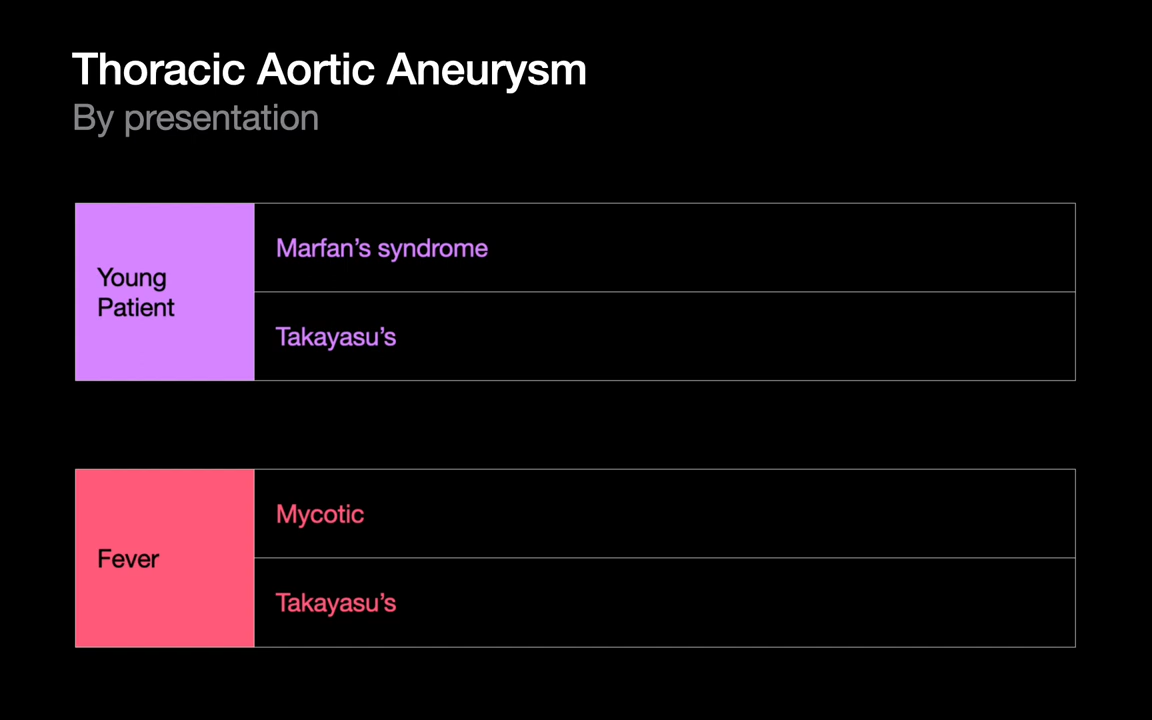 Thoracic Aortic Aneurysm
By presentation
Young
Patient
Marfan’s syndrome
Takayasu’s
Fever
Mycotic
Takayasu’s